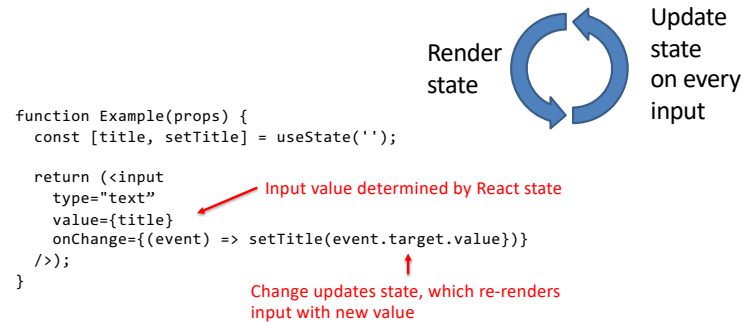 Render
state
Update
state
on every
input
function Example(props) {
  const [title, setTitle] = useState('');
  return (<input
    type="text”
    value={title}
    onChange={(event) => setTitle(event.target.value})}
  />);
}
Input value determined by React state
Change updates state, which re-renders
input with new value